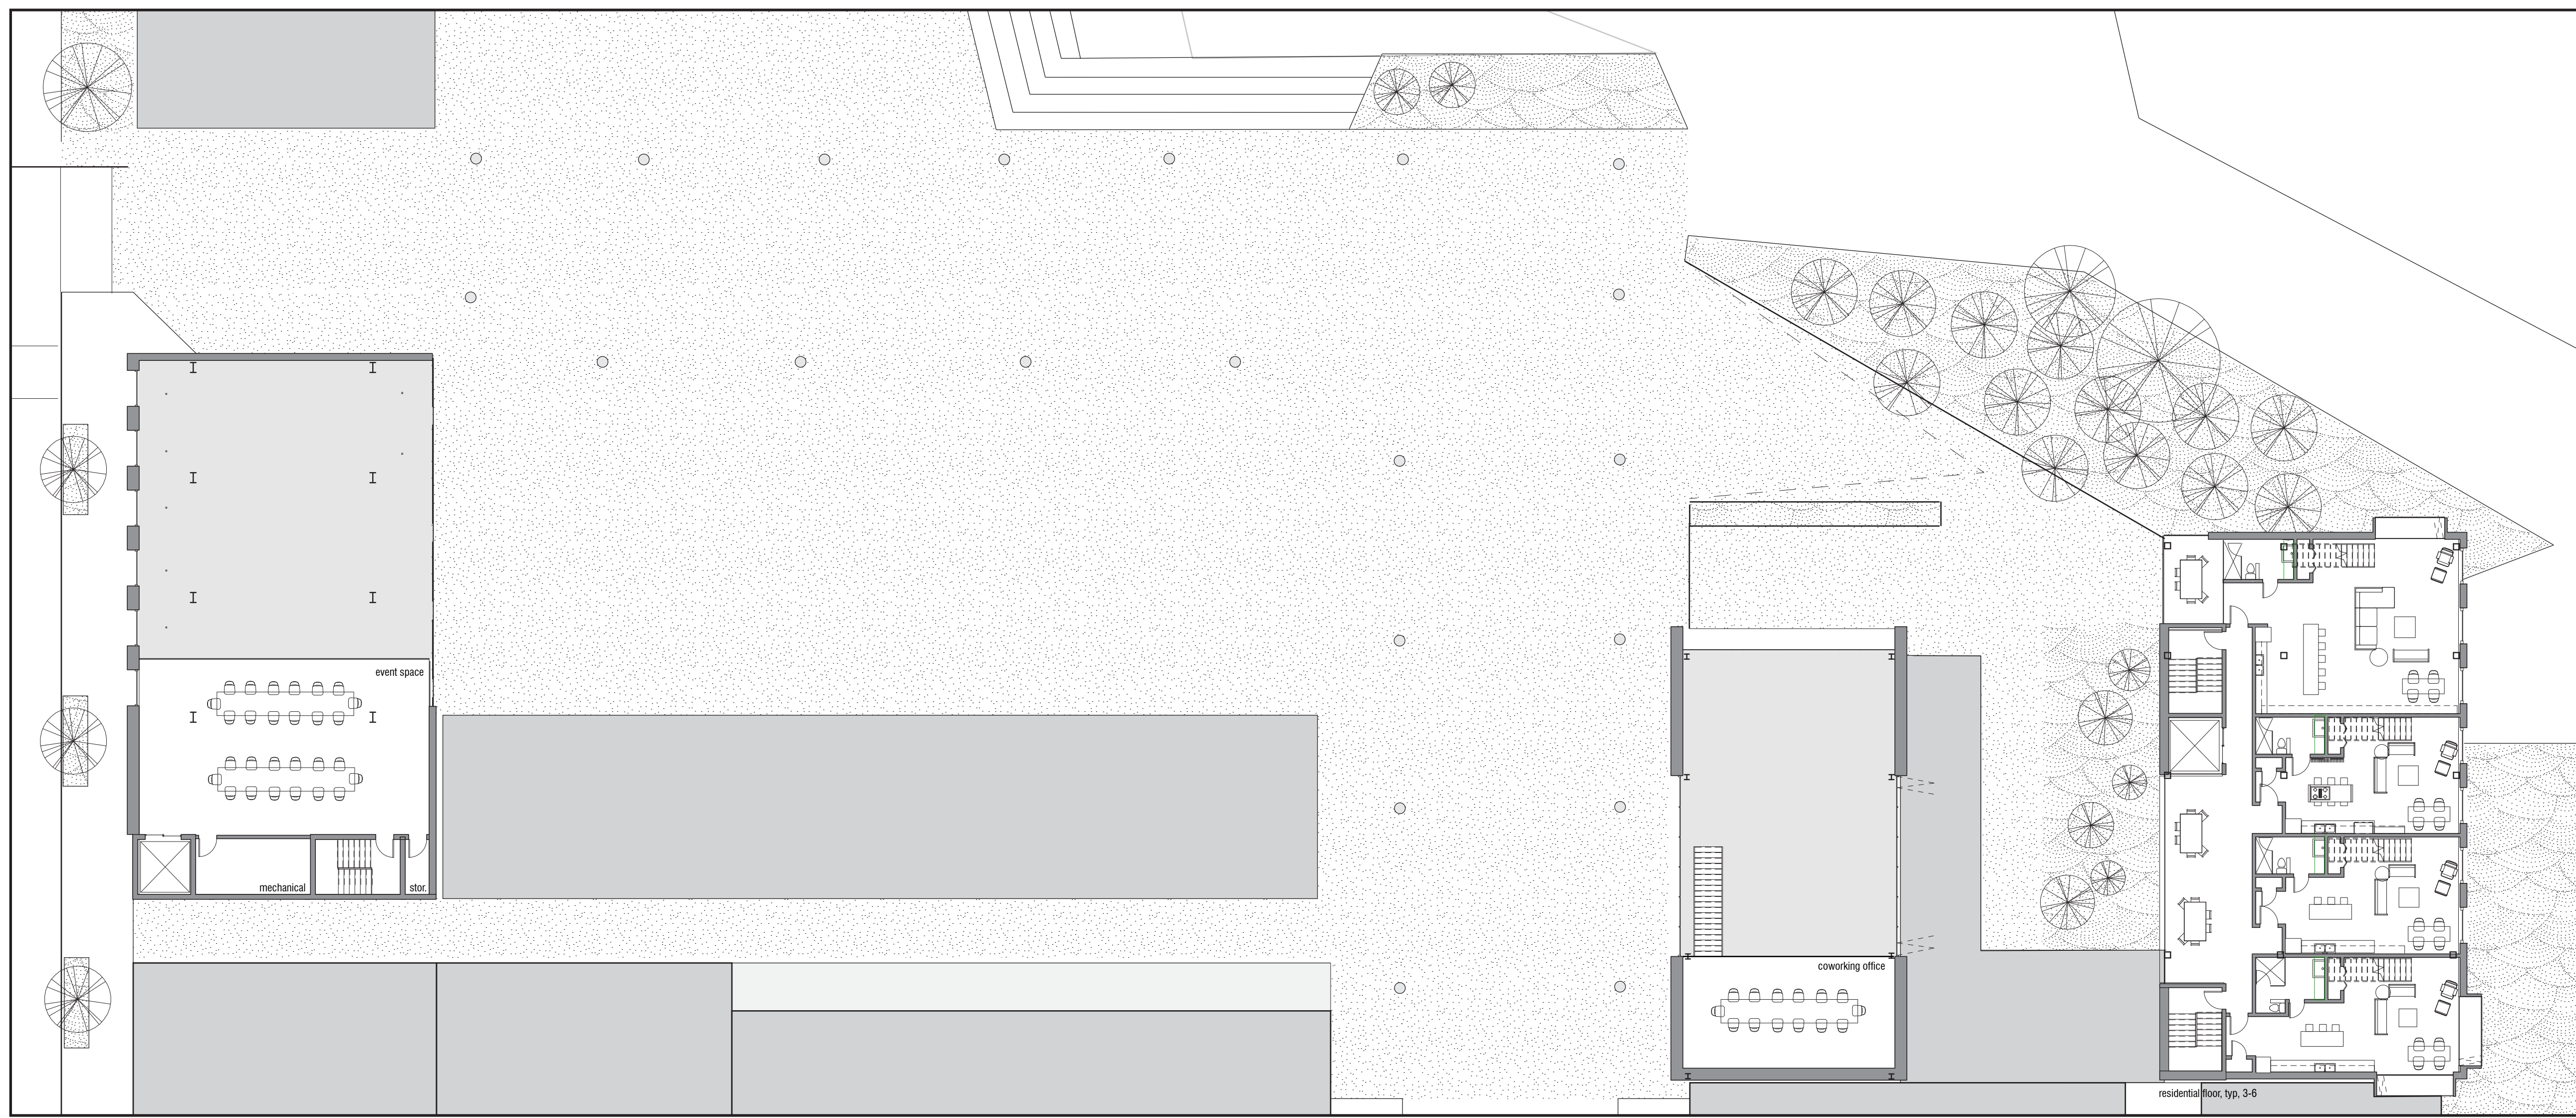 event space
mechanical
stor.
coworking office
residential floor, typ, 3-6